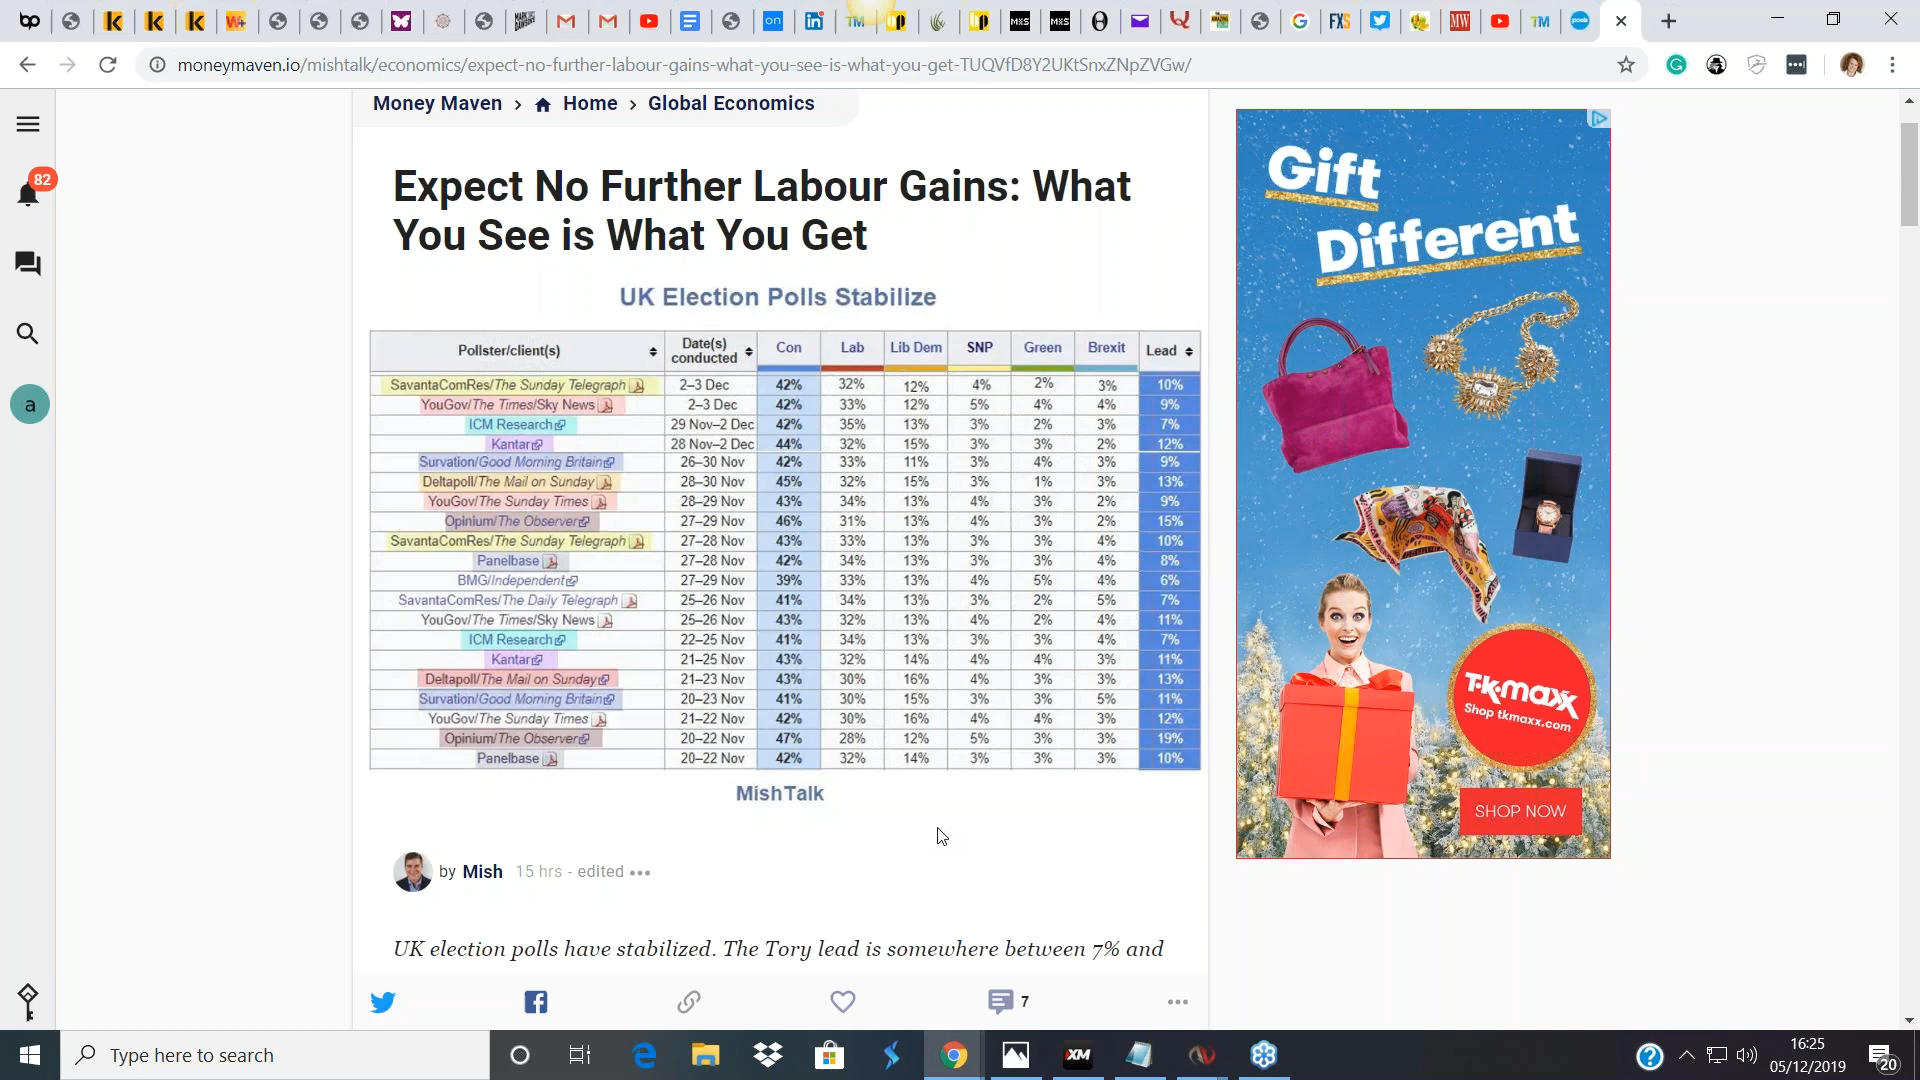 bp
W+
MARK
on
in
TM
MXS
MXS
G
FXS
MW
TM
moneymaven.io/mishtalk/economics/expect-no-further-labour-gains-what-you-see-is-what-you-get-TUQVfD8Y2UKtSnxZNpZVGw/
Money Maven > Home > Global Economics
82
a
Expect No Further Labour Gains: What
You See is What You Get
UK Election Polls Stabilize
Pollster/client(s) Date(s) conducted Con Lab Lib Dem SNP Green Brexit Lead
SavantaComRes/The Sunday Telegraph 2–3 Dec 42% 32% 12% 4% 2% 3% 10%
YouGov/The Times/Sky News 2–3 Dec 42% 33% 12% 5% 4% 4% 9%
ICM Research 29 Nov–2 Dec 42% 35% 13% 3% 2% 3% 7%
Kantar 28 Nov–2 Dec 44% 32% 15% 3% 3% 2% 12%
Survation/Good Morning Britain 26–30 Nov 42% 33% 11% 3% 4% 3% 9%
Deltapoll/The Mail on Sunday 28–30 Nov 45% 32% 15% 3% 1% 3% 13%
YouGov/The Sunday Times 28–29 Nov 43% 34% 13% 4% 3% 2% 9%
Opinium/The Observer 27–29 Nov 46% 31% 13% 4% 3% 2% 15%
SavantaComRes/The Sunday Telegraph 27–28 Nov 43% 33% 13% 3% 3% 4% 10%
Panelbase 27–28 Nov 42% 34% 13% 3% 3% 4% 8%
BMG/Independent 27–29 Nov 39% 33% 13% 4% 5% 4% 6%
SavantaComRes/The Daily Telegraph 25–26 Nov 41% 34% 13% 3% 2% 5% 7%
YouGov/The Times/Sky News 25–26 Nov 43% 32% 13% 4% 2% 4% 11%
ICM Research 22–25 Nov 41% 34% 13% 3% 3% 4% 7%
Kantar 21–25 Nov 43% 32% 14% 4% 4% 3% 11%
Deltapoll/The Mail on Sunday 21–23 Nov 43% 30% 16% 4% 3% 3% 13%
Survation/Good Morning Britain 20–23 Nov 41% 30% 15% 3% 3% 5% 11%
YouGov/The Sunday Times 21–22 Nov 42% 30% 16% 4% 4% 3% 12%
Opinium/The Observer 20–22 Nov 47% 28% 12% 5% 3% 3% 19%
Panelbase 20–22 Nov 42% 32% 14% 3% 3% 3% 10%
MishTalk
by Mish 15 hrs - edited
UK election polls have stabilized. The Tory lead is somewhere between 7% and
7
Gift
Different
TK-maxx
Shop tkmaxx.com
SHOP NOW
Type here to search
XM
16:25
05/12/2019
20